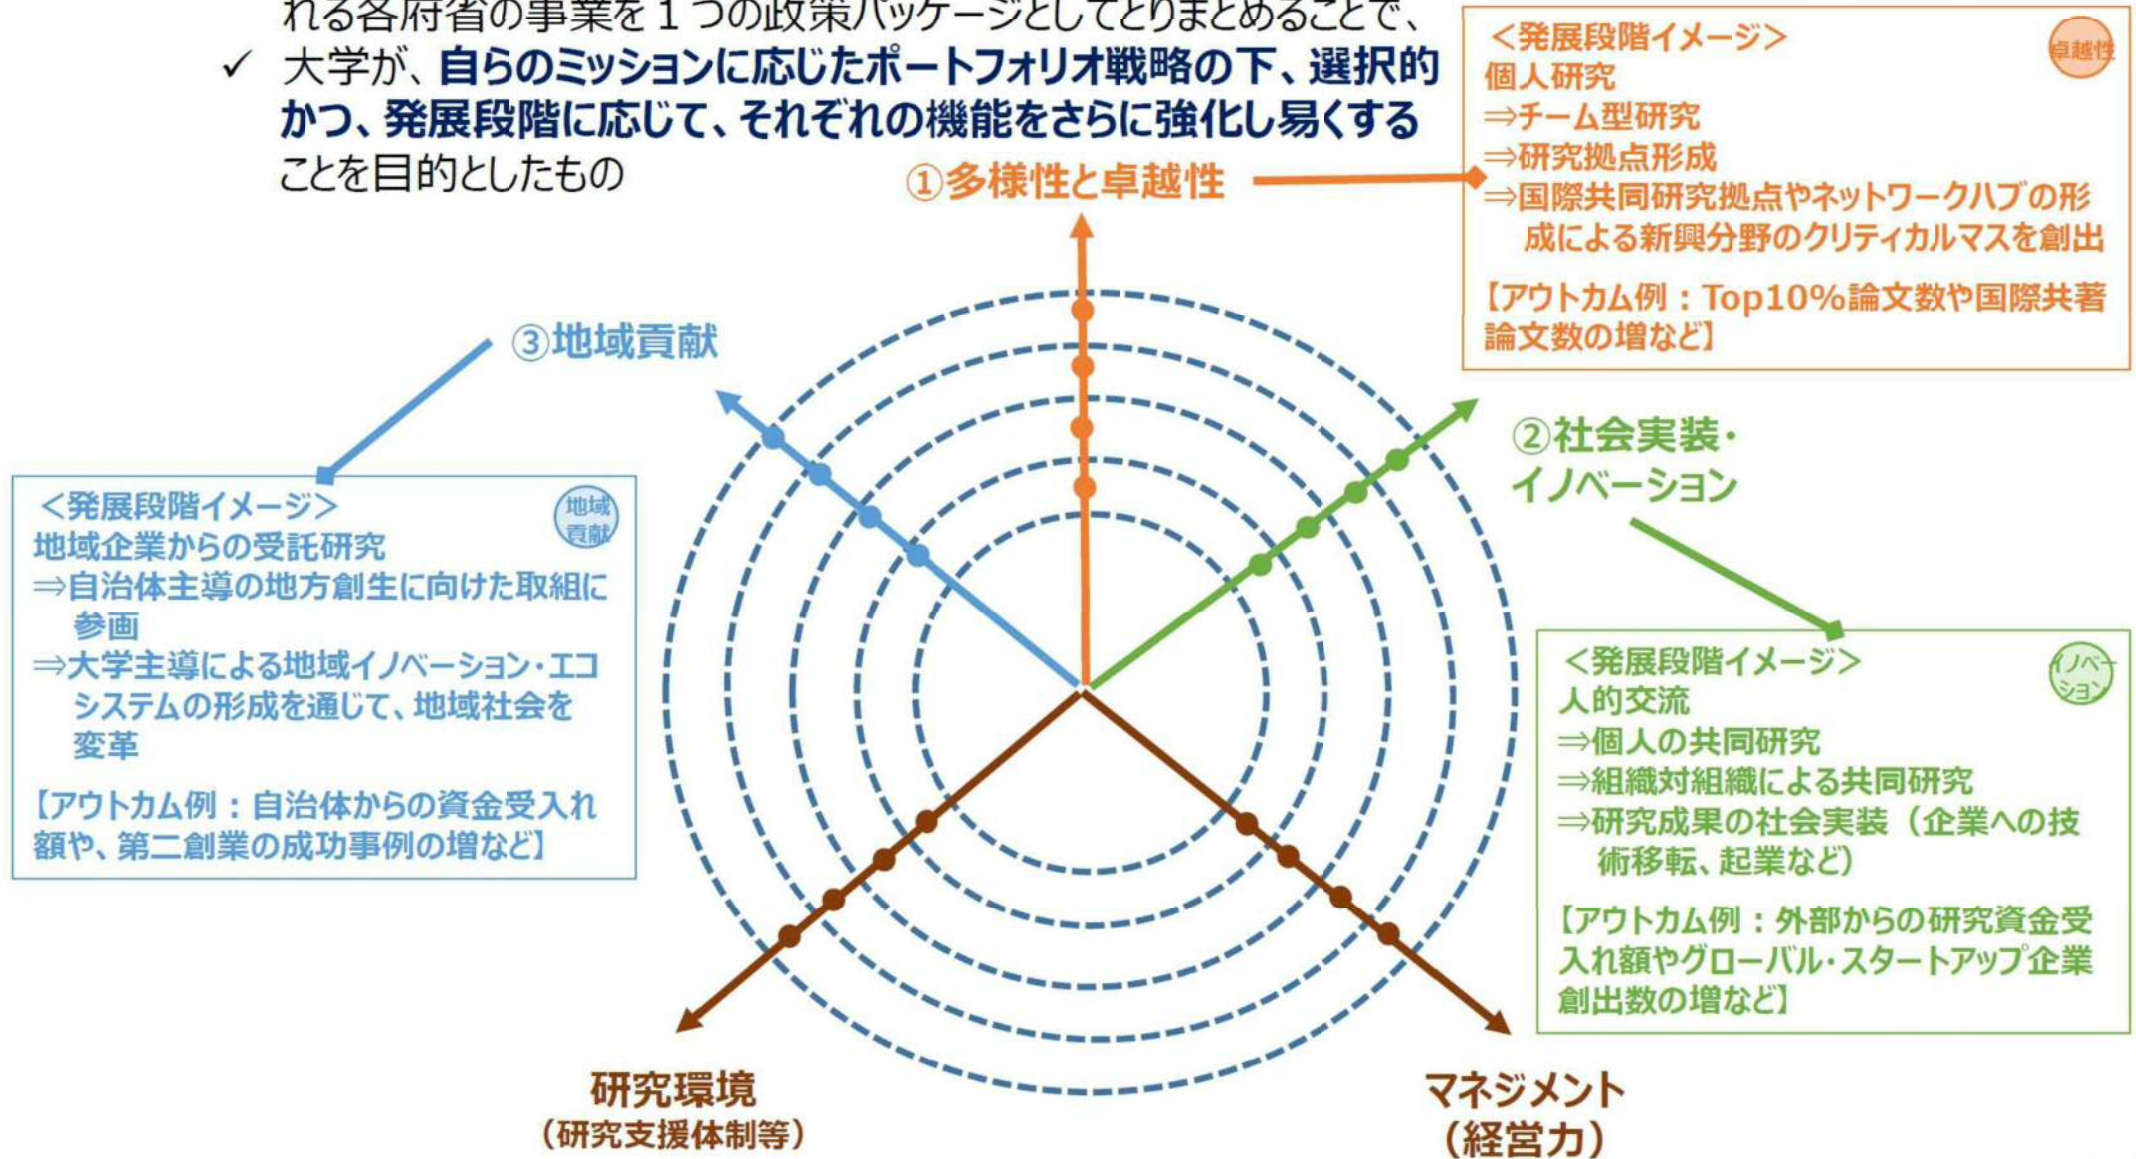 れる各府省の事業を１つの政策パッケージとしてとりまとめることで、
✓ 大学が、自らのミッションに応じたポートフォリオ戦略の下、選択的
かつ、発展段階に応じて、それぞれの機能をさらに強化し易くする
ことを目的としたもの
①多様性と卓越性
＜発展段階イメージ＞
卓越性
個人研究
⇒チーム型研究
⇒研究拠点形成
⇒国際共同研究拠点やネットワークハブの形
成による新興分野のクリティカルマスを創出
【アウトカム例：Top10%論文数や国際共著
論文数の増など】
③地域貢献
＜発展段階イメージ＞
地域
貢献
地域企業からの受託研究
⇒自治体主導の地方創生に向けた取組に
参画
⇒大学主導による地域イノベーション・エコ
システムの形成を通じて、地域社会を
変革
【アウトカム例：自治体からの資金受入れ
額や、第二創業の成功事例の増など】
②社会実装・
イノベーション
＜発展段階イメージ＞
イノベー
ション
人的交流
⇒個人の共同研究
⇒組織対組織による共同研究
⇒研究成果の社会実装（企業への技
術移転、起業など）
【アウトカム例：外部からの研究資金受
入れ額やグローバル・スタートアップ企業
創出数の増など】
研究環境
（研究支援体制等）
マネジメント
（経営力）